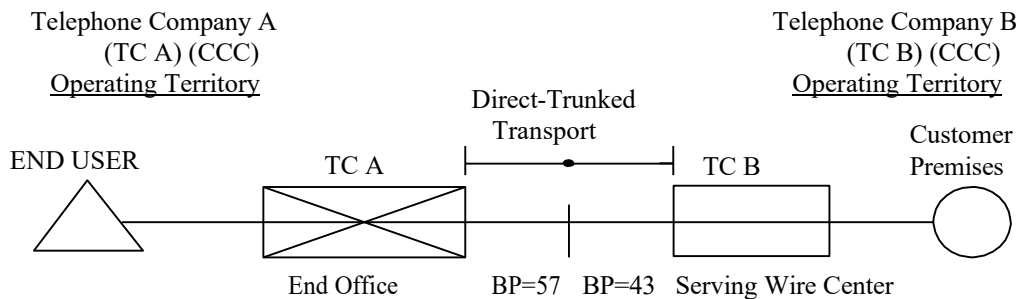 Telephone Company A
(TC A) (CCC)
Operating Territory
Telephone Company B
(TC B) (CCC)
Operating Territory
Direct-Trunked
Transport
Customer
Premises
END USER
TC A
TC B
End Office
BP=57
BP=43
Serving Wire Center